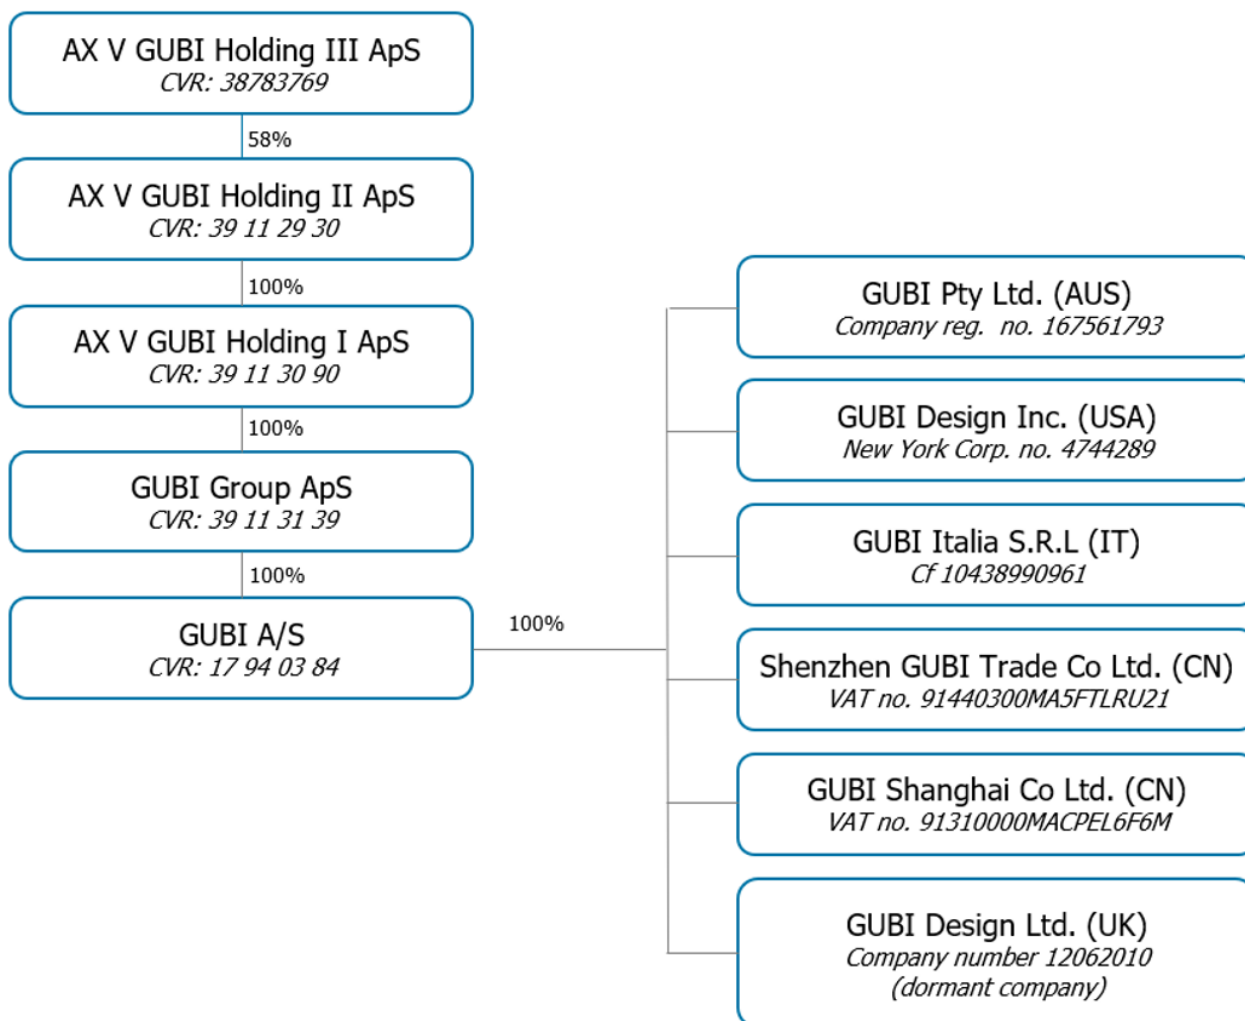 AX V GUBI Holding III ApS
CVR: 38783769
58%
AX V GUBI Holding II ApS
CVR: 39 11 29 30
100%
AX V GUBI Holding I ApS
CVR: 39 11 30 90
100%
GUBI Group ApS
CVR: 39 11 31 39
100%
GUBI A/S
CVR: 17 94 03 84
100%
GUBI Pty Ltd. (AUS)
Company reg. no. 167561793
GUBI Design Inc. (USA)
New York Corp. no. 4744289
GUBI Italia S.R.L (IT)
Cf 10438990961
Shenzhen GUBI Trade Co Ltd. (CN)
VAT no. 91440300MA5FTLRU21
GUBI Shanghai Co Ltd. (CN)
VAT no. 91310000MACPEL6F6M
GUBI Design Ltd. (UK)
Company number 12062010
(dormant company)